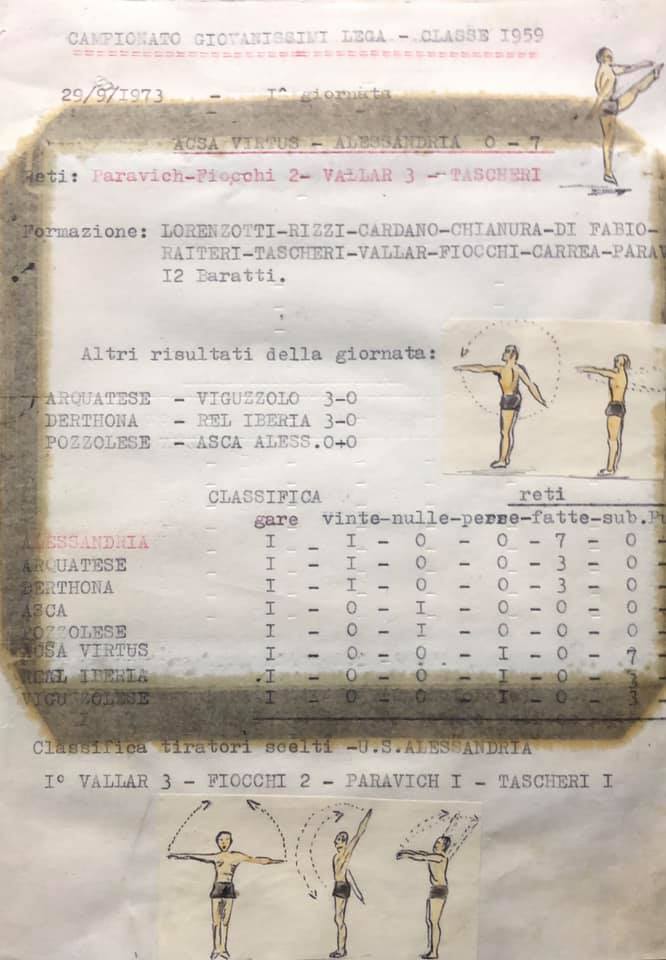 CAMPIONATO GIOVANISSIMI LEGA - CLASSE 1959
29/9/1973 - I^ giornata
ACSA VIRTUS - ALESSANDRIA 0 - 7
Reti: Paravich-Fiocchi 2- VALLAR 3 - TASCHERI
Formazione: LORENZOTTI-RIZZI-CARDANO-CHIANURA-DI FABIO-
RAITERI-TASCHERI-VALLAR-FIOCCHI-CARREA-PARAV
I2 Baratti.
Altri risultati della giornata:
ARQUATESE - VIGUZZOLO 3-0
DERTHONA - REL IBERIA 3-0
POZZOLESE - ASCA ALESS.0+0
CLASSIFICA reti
gare vinte-nulle-perse-fatte-sub.Pu
ALESSANDRIA I - I - 0 - 0 - 7 - 0 -
ARQUATESE I - I - 0 - 0 - 3 - 0
DERTHONA I - I - 0 - 0 - 3 - 0
ASCA I - 0 - I - 0 - 0 - 0
POZZOLESE I - 0 - I - 0 - 0 - 0
ACSA VIRTUS I - 0 - 0 - I - 0 - 7 -
REAL IBERIA I - 0 - 0 - I - 0 - 3
VIGUZZOLESE I - 0 - 0 - I - 0 - 3
Classifica tiratori scelti -U.S.ALESSANDRIA
I° VALLAR 3 - FIOCCHI 2 - PARAVICH I - TASCHERI I